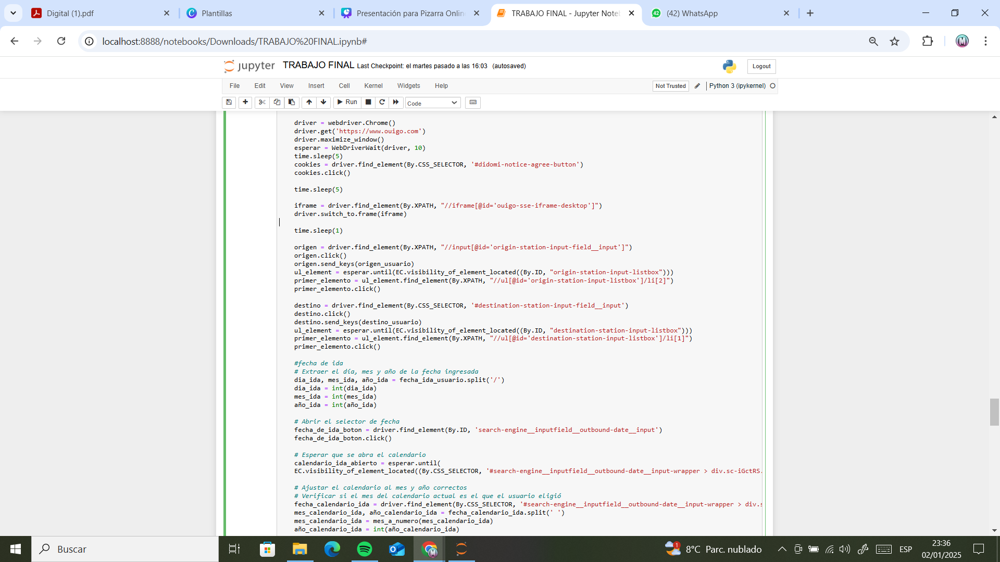 Digital (1).pdf
Plantillas
Presentación para Pizarra Onlin
TRABAJO FINAL - Jupyter Noteb
42 (42) WhatsApp
localhost:8888/notebooks/Downloads/TRABAJO%20FINAL.ipynb#
M
jupyter TRABAJO FINAL Last Checkpoint: el martes pasado a las 16:03 (autosaved)
Logout
File Edit View Insert Cell Kernel Widgets Help
Not Trusted Python 3 (ipykernel)
Run Code
driver = webdriver.Chrome()
driver.get('https://www.ouigo.com')
driver.maximize_window()
esperar = WebDriverWait(driver, 10)
time.sleep(5)
cookies = driver.find_element(By.CSS_SELECTOR, '#didomi-notice-agree-button')
cookies.click()
time.sleep(5)
iframe = driver.find_element(By.XPATH, "//iframe[@id='ouigo-sse-iframe-desktop']")
driver.switch_to.frame(iframe)
time.sleep(1)
origen = driver.find_element(By.XPATH, "//input[@id='origin-station-input-field__input']")
origen.click()
origen.send_keys(origen_usuario)
ul_element = esperar.until(EC.visibility_of_element_located((By.ID, "origin-station-input-listbox")))
primer_elemento = ul_element.find_element(By.XPATH, "//ul[@id='origin-station-input-listbox']/li[2]")
primer_elemento.click()
destino = driver.find_element(By.CSS_SELECTOR, '#destination-station-input-field__input')
destino.click()
destino.send_keys(destino_usuario)
ul_element = esperar.until(EC.visibility_of_element_located((By.ID, "destination-station-input-listbox")))
primer_elemento = ul_element.find_element(By.XPATH, "//ul[@id='destination-station-input-listbox']/li[1]")
primer_elemento.click()
#fecha de ida
# Extraer el día, mes y año de la fecha ingresada
dia_ida, mes_ida, año_ida = fecha_ida_usuario.split('/')
dia_ida = int(dia_ida)
mes_ida = int(mes_ida)
año_ida = int(año_ida)
# Abrir el selector de fecha
fecha_de_ida_boton = driver.find_element(By.ID, 'search-engine__inputfield__outbound-date__input')
fecha_de_ida_boton.click()
# Esperar que se abra el calendario
calendario_ida_abierto = esperar.until(
EC.visibility_of_element_located((By.CSS_SELECTOR, '#search-engine__inputfield__outbound-date__input-wrapper > div.sc-iGctRS.
# Ajustar el calendario al mes y año correctos
# Verificar si el mes del calendario actual es el que el usuario eligió
fecha_calendario_ida = driver.find_element(By.CSS_SELECTOR, '#search-engine__inputfield__outbound-date__input-wrapper > div.s
mes_calendario_ida, año_calendario_ida = fecha_calendario_ida.split(' ')
mes_calendario_ida = mes_a_numero(mes_calendario_ida)
año_calendario_ida = int(año_calendario_ida)
Buscar
1 8°C Parc. nublado
ESP
23:36
02/01/2025